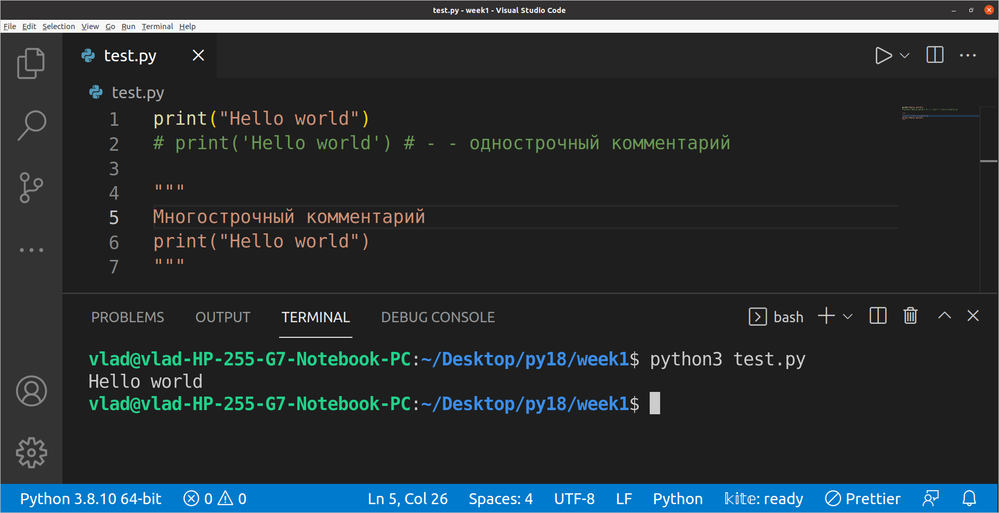 test.py - week1 - Visual Studio Code
File Edit Selection View Go Run Terminal Help
test.py
test.py
1 print("Hello world")
2 # print('Hello world') # - - однострочный комментарий
3
4 """
5 Многострочный комментарий
6 print("Hello world")
7 """
PROBLEMS OUTPUT TERMINAL DEBUG CONSOLE bash
vlad@vlad-HP-255-G7-Notebook-PC:~/Desktop/py18/week1$ python3 test.py
Hello world
vlad@vlad-HP-255-G7-Notebook-PC:~/Desktop/py18/week1$
Python 3.8.10 64-bit 0 0 Ln 5, Col 26 Spaces: 4 UTF-8 LF Python kite: ready Prettier